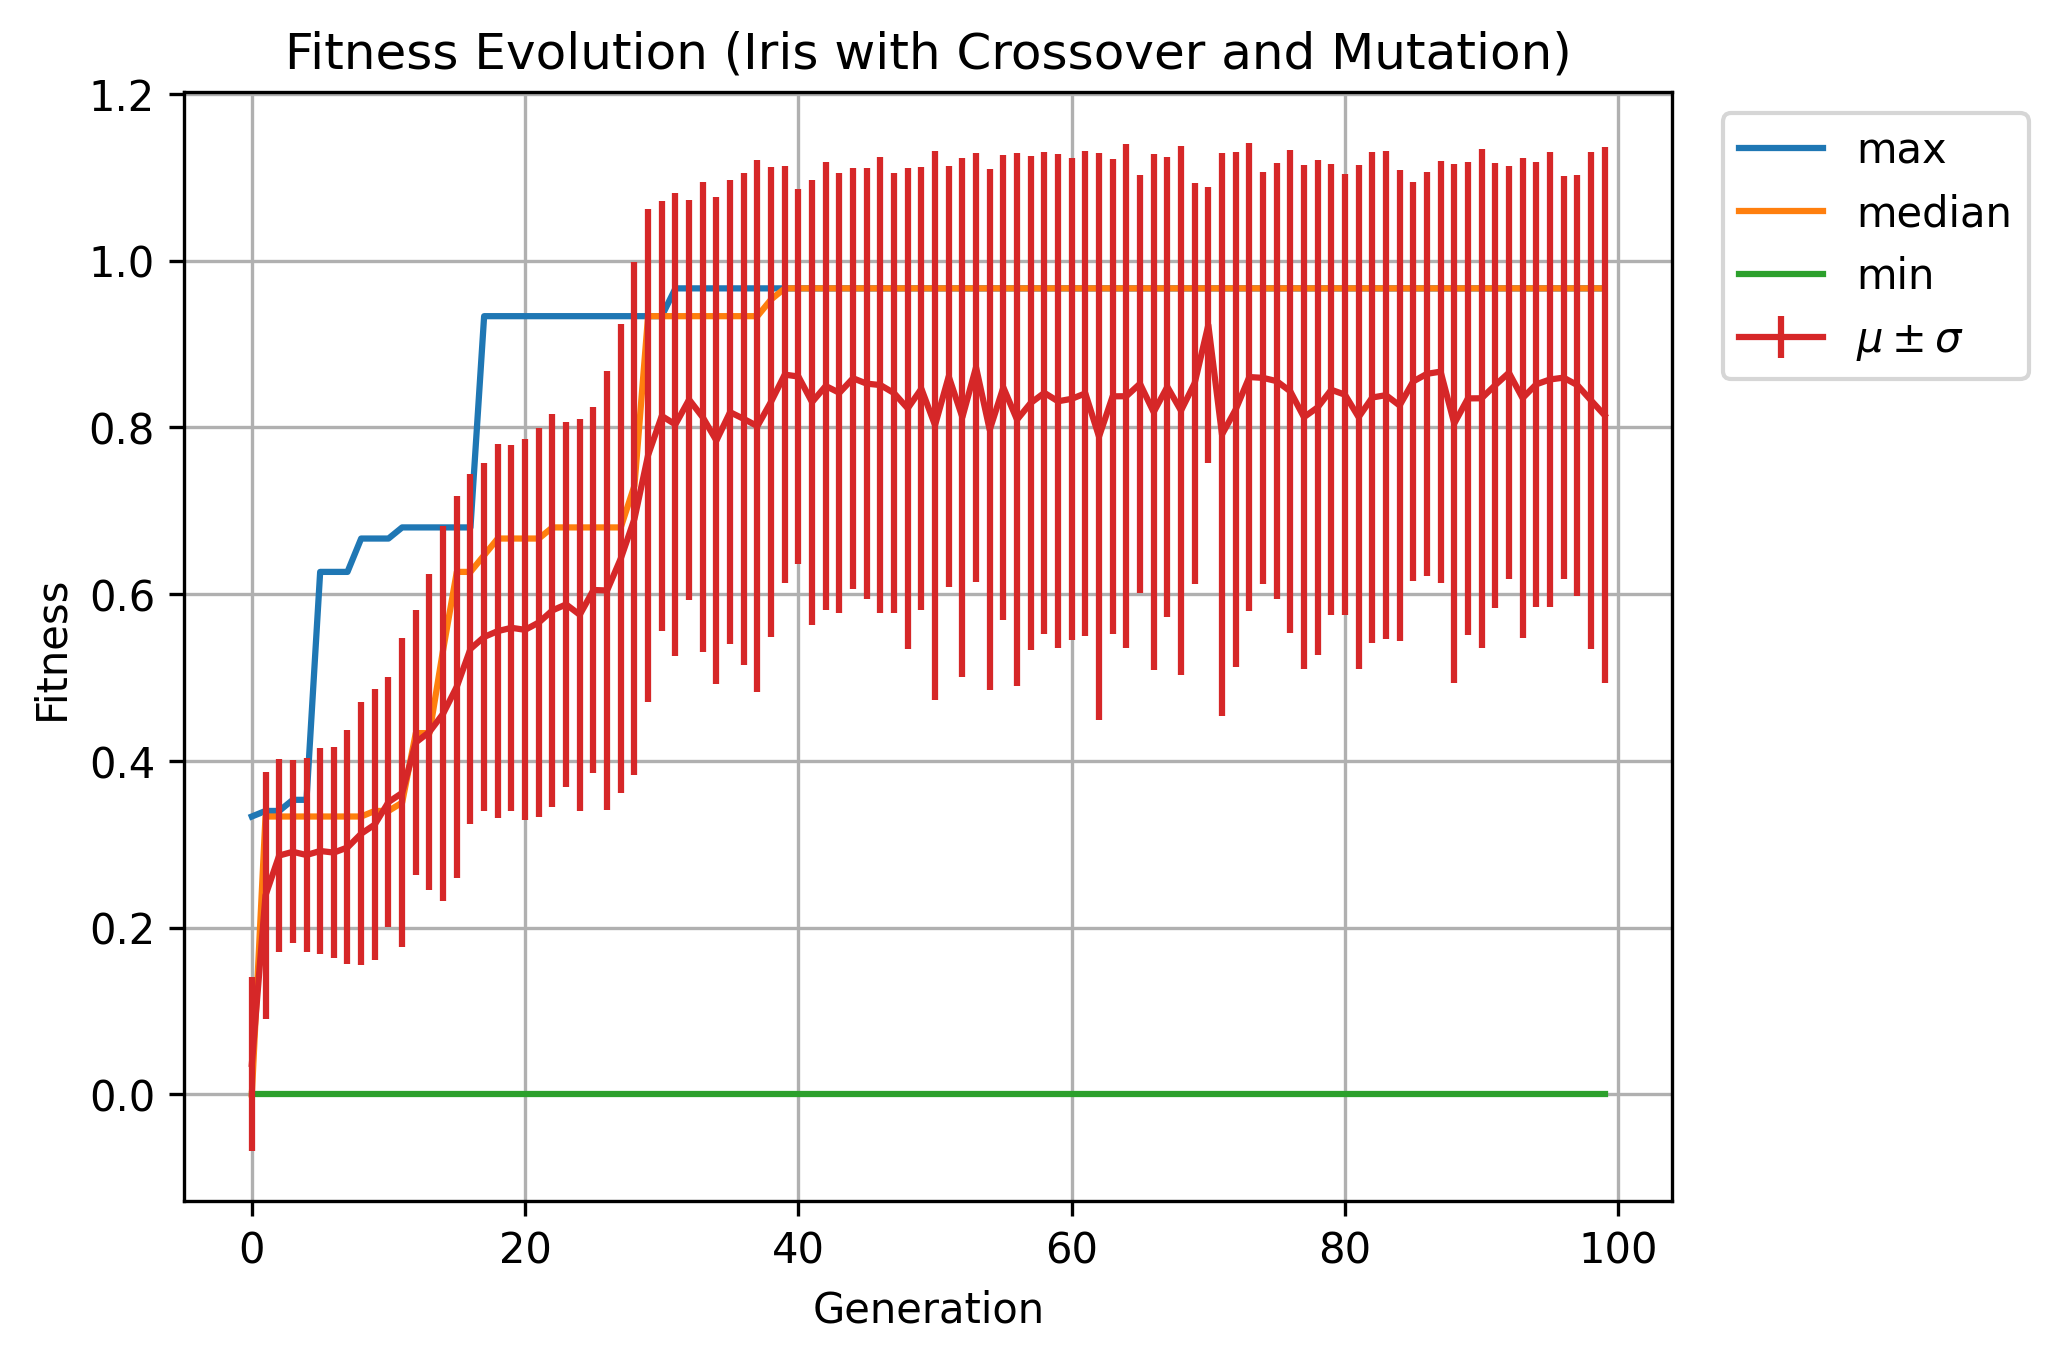 Fitness Evolution (Iris with Crossover and Mutation)
1.2
1.0
0.8
0.6
0.4
0.2
0.0
Fitness
0 20 40 60 80 100
Generation
max
median
min
μ ± σ